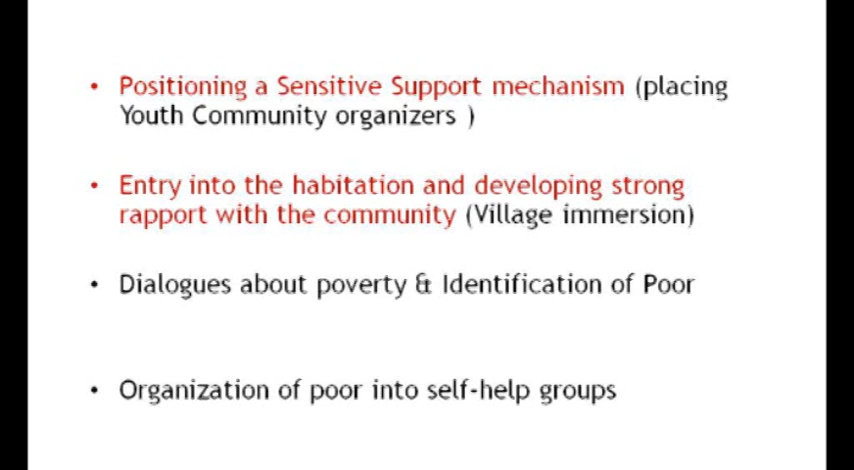 • Positioning a Sensitive Support mechanism (placing
Youth Community organizers )
• Entry into the habitation and developing strong
rapport with the community (Village immersion)
• Dialogues about poverty & Identification of Poor
• Organization of poor into self-help groups